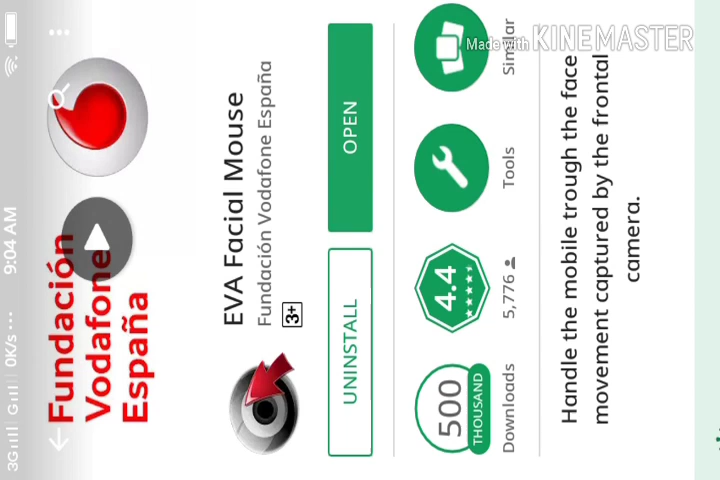 3G G 0K/s ··· 9:04 AM
Fundación
Vodafone
España
EVA Facial Mouse
Fundación Vodafone España
3+
UNINSTALL
OPEN
500
THOUSAND
Downloads
4.4
5,776
Tools
Similar
Handle the mobile trough the face
movement captured by the frontal
camera.
Made with KINEMASTER